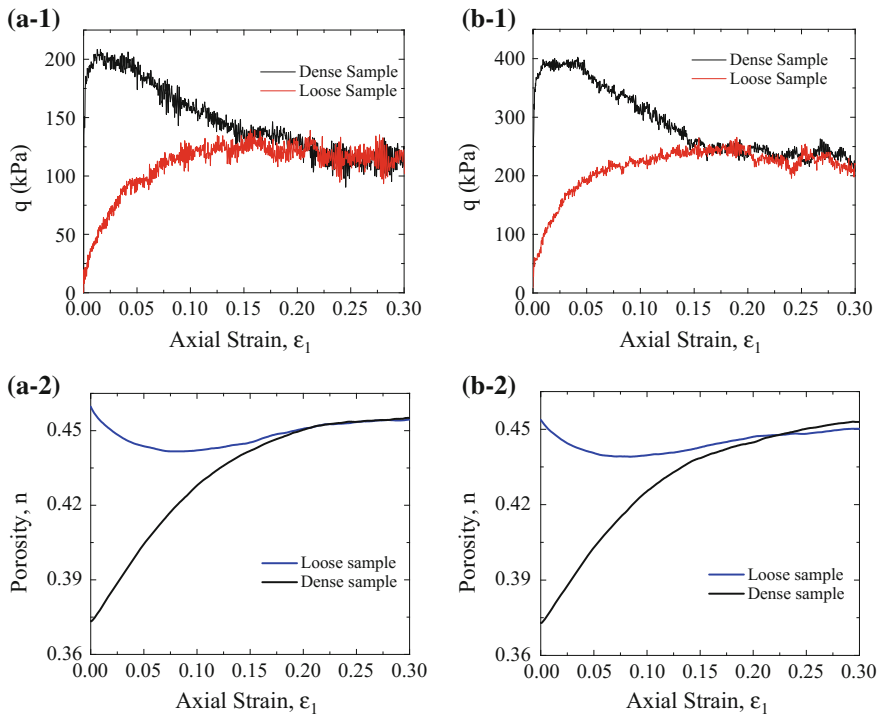 (a-1)
q (kPa)
200
150
100
50
0
Dense Sample
Loose Sample
0.00 0.05 0.10 0.15 0.20 0.25 0.30
Axial Strain, ε1
(b-1)
q (kPa)
400
300
200
100
0
Dense Sample
Loose Sample
0.00 0.05 0.10 0.15 0.20 0.25 0.30
Axial Strain, ε1
(a-2)
Porosity, n
0.45
0.42
0.39
0.36
Loose sample
Dense sample
0.00 0.05 0.10 0.15 0.20 0.25 0.30
Axial Strain, ε1
(b-2)
Porosity, n
0.45
0.42
0.39
0.36
Loose sample
Dense sample
0.00 0.05 0.10 0.15 0.20 0.25 0.30
Axial Strain, ε1